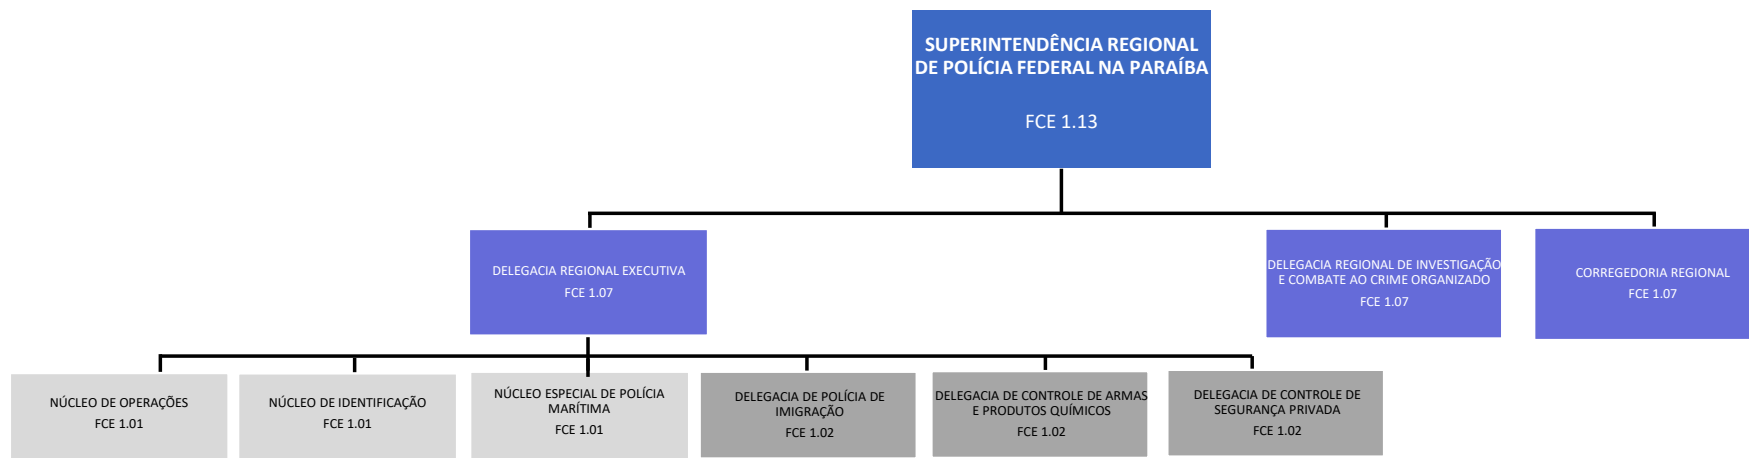 SUPERINTENDÊNCIA REGIONAL
DE POLÍCIA FEDERAL NA PARAÍBA
FCE 1.13
DELEGACIA REGIONAL EXECUTIVA
FCE 1.07
DELEGACIA REGIONAL DE INVESTIGAÇÃO
E COMBATE AO CRIME ORGANIZADO
FCE 1.07
CORREGEDORIA REGIONAL
FCE 1.07
NÚCLEO DE OPERAÇÕES
FCE 1.01
NÚCLEO DE IDENTIFICAÇÃO
FCE 1.01
NÚCLEO ESPECIAL DE POLÍCIA
MARÍTIMA
FCE 1.01
DELEGACIA DE POLÍCIA DE
IMIGRAÇÃO
FCE 1.02
DELEGACIA DE CONTROLE DE ARMAS
E PRODUTOS QUÍMICOS
FCE 1.02
DELEGACIA DE CONTROLE DE
SEGURANÇA PRIVADA
FCE 1.02